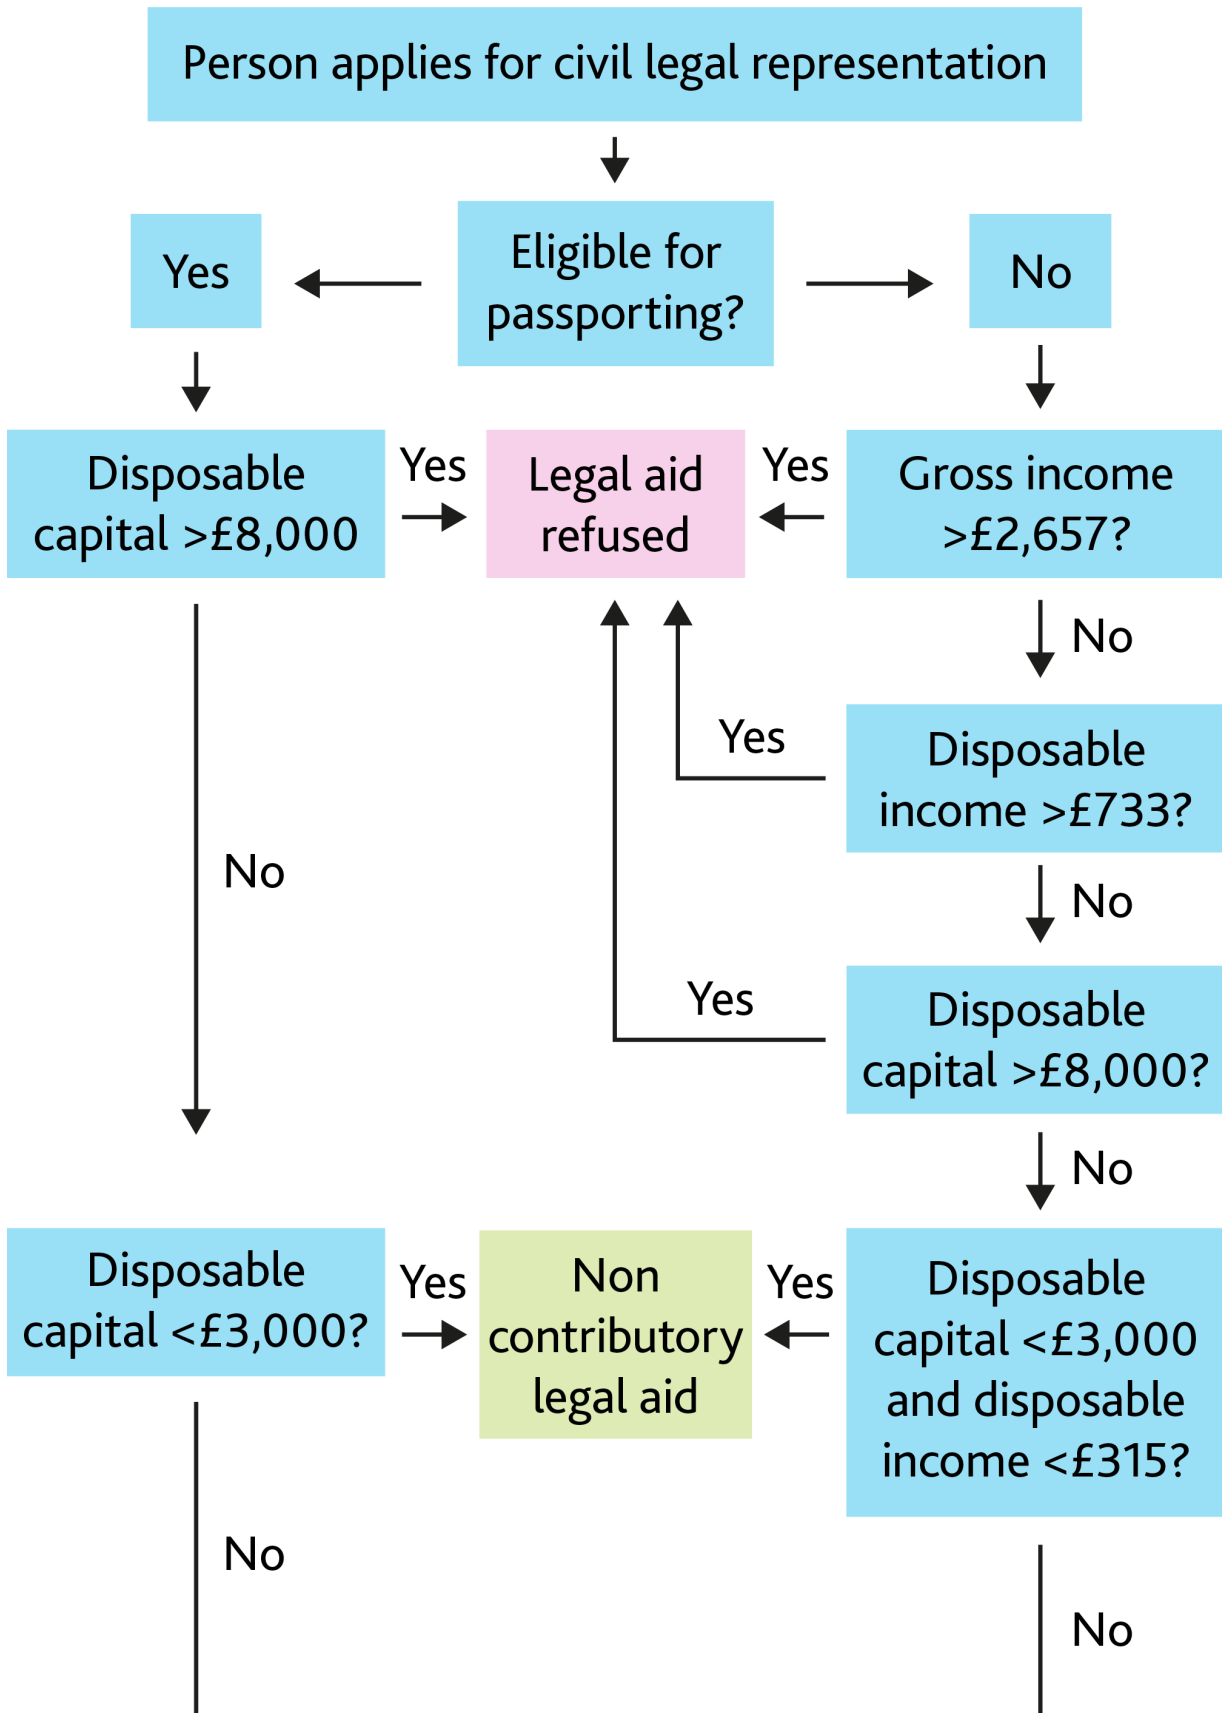 Person applies for civil legal representation
Yes
Eligible for
passporting?
No
Disposable
capital >£8,000
Yes
Legal aid
refused
Yes
Gross income
>£2,657?
No
Yes
Disposable
income >£733?
No
No
Yes
Disposable
capital >£8,000?
No
Disposable
capital <£3,000?
Yes
Non
contributory
legal aid
Yes
Disposable
capital <£3,000
and disposable
income <£315?
No
No